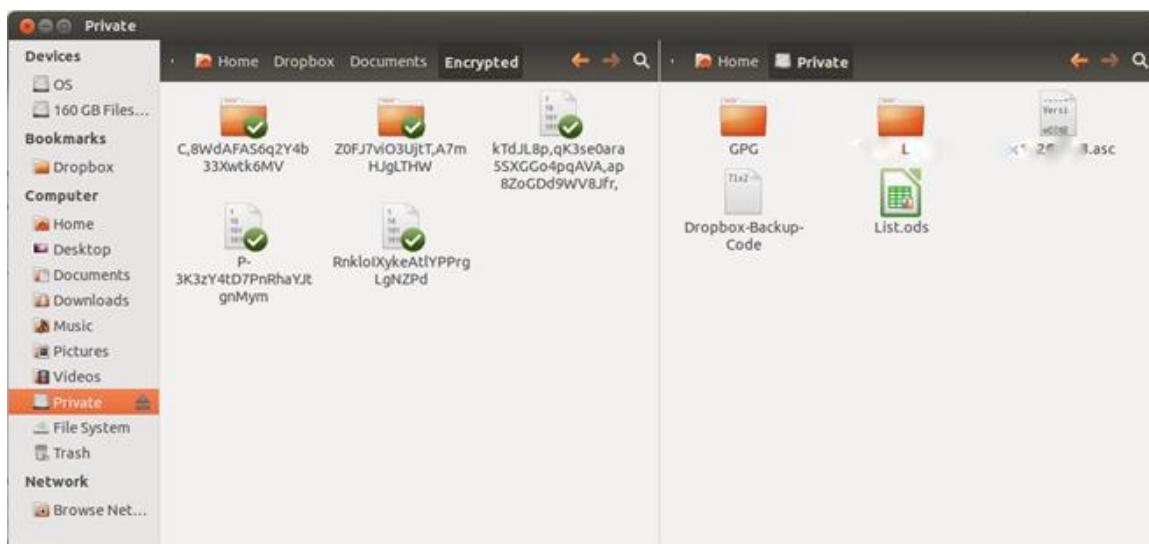 Private
Devices
OS
160 GB Files...
Bookmarks
Dropbox
Computer
Home
Desktop
Documents
Downloads
Music
Pictures
Videos
Private
File System
Trash
Network
Browse Net...
Home Dropbox Documents Encrypted
C,8WdAFAS6q2Y4b
33Xwtk6MV
Z0FJ7viO3UjtT,A7m
HJgLTHW
kTdJL8p,qK3se0ara
5SXGGo4pqAVA,ap
8ZoGDd9WV8Jfr,
P-
3K3zY4tD7PnRhaYJt
gnMym
RnkloIXykeAtlYPPrg
LgNZPd
Home Private
GPG
L
.asc
Dropbox-Backup-
Code
List.ods